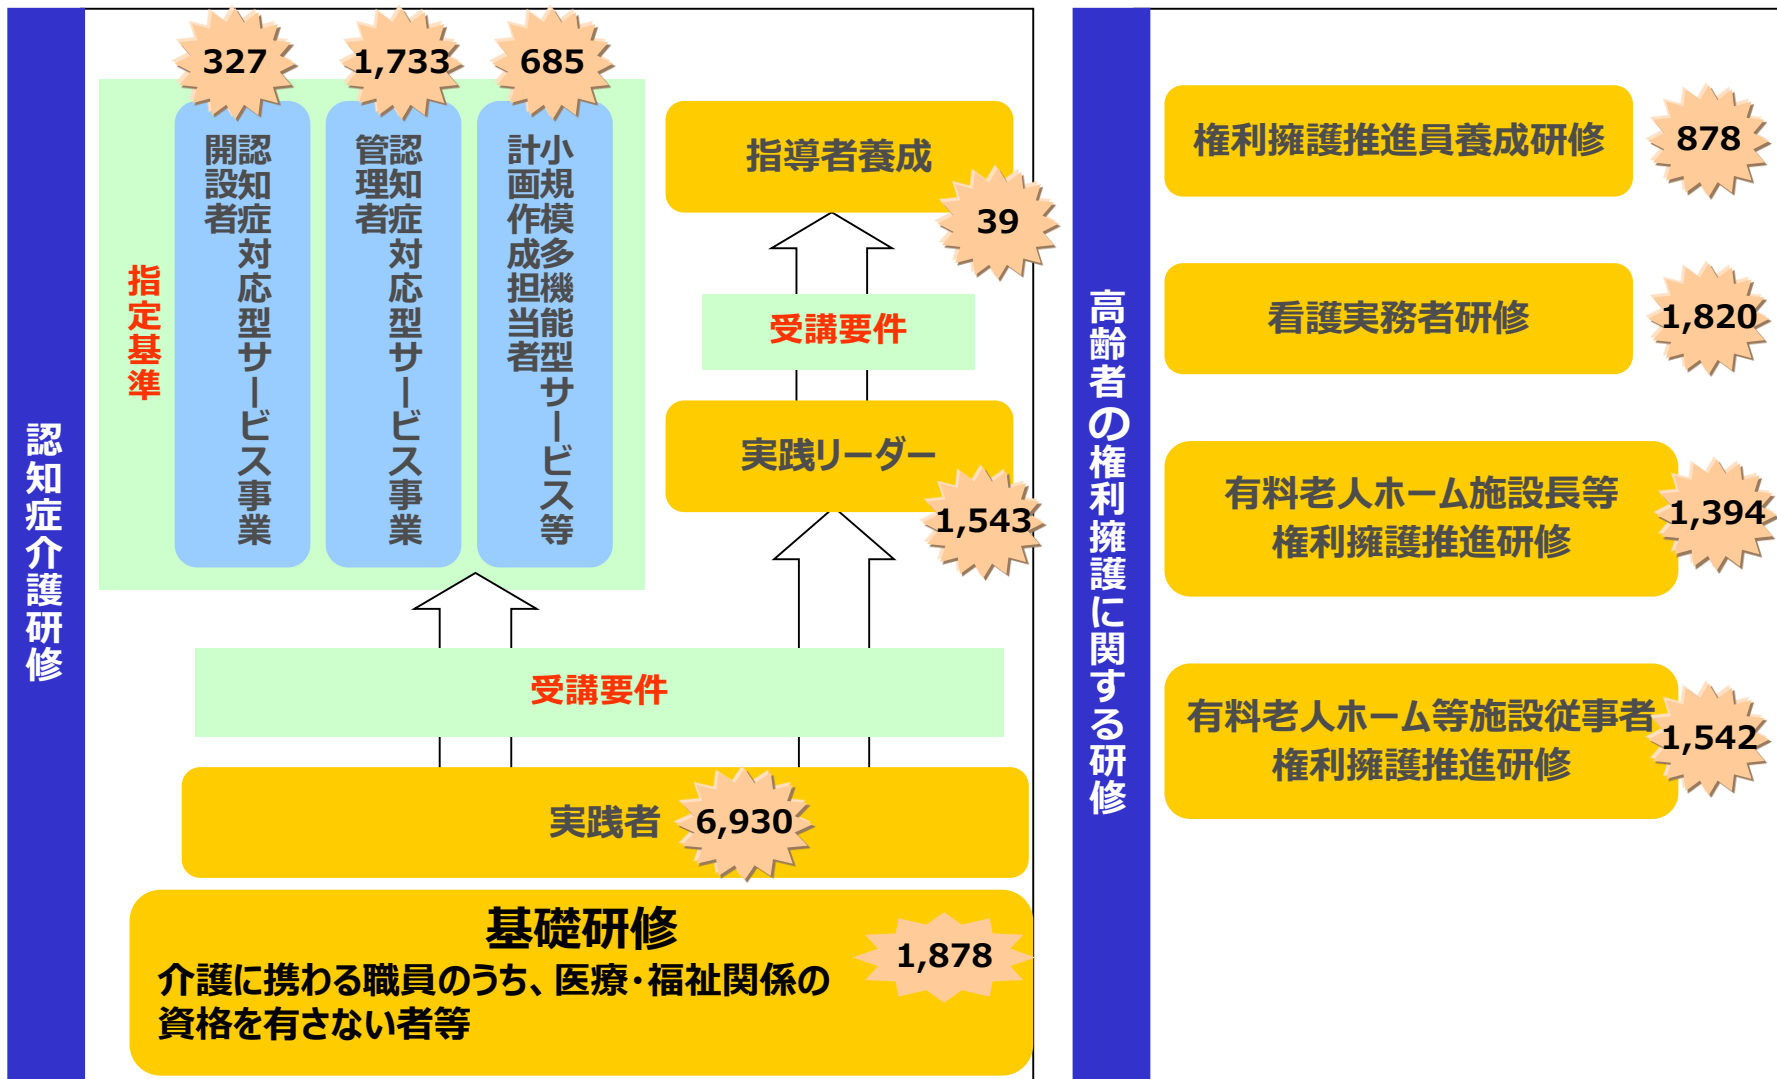 認知症介護研修
327
1,733
685
指定基準
認知症対応型サービス事業
開設者
認知症対応型サービス事業
管理者
小規模多機能型サービス等
計画作成担当者
指導者養成
39
受講要件
実践リーダー
1,543
受講要件
実践者
6,930
基礎研修
1,878
介護に携わる職員のうち、医療・福祉関係の
資格を有さない者等
高齢者の権利擁護に関する研修
権利擁護推進員養成研修
878
看護実務者研修
1,820
有料老人ホーム施設長等
権利擁護推進研修
1,394
有料老人ホーム等施設従事者
権利擁護推進研修
1,542